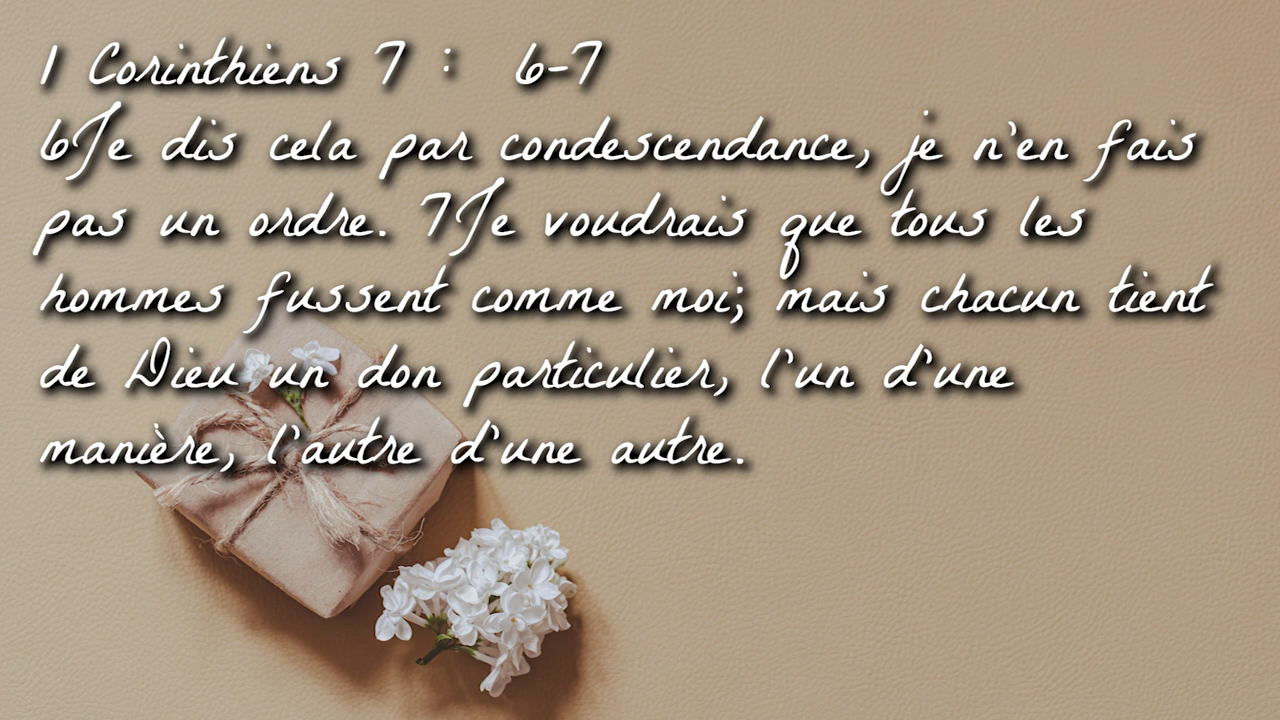 1 Corinthiens 7 : 6-7
6Je dis cela par condescendance, je n'en fais
pas un ordre. 7Je voudrais que tous les
hommes fussent comme moi; mais chacun tient
de Dieu un don particulier, l'un d'une
manière, l'autre d'une autre.